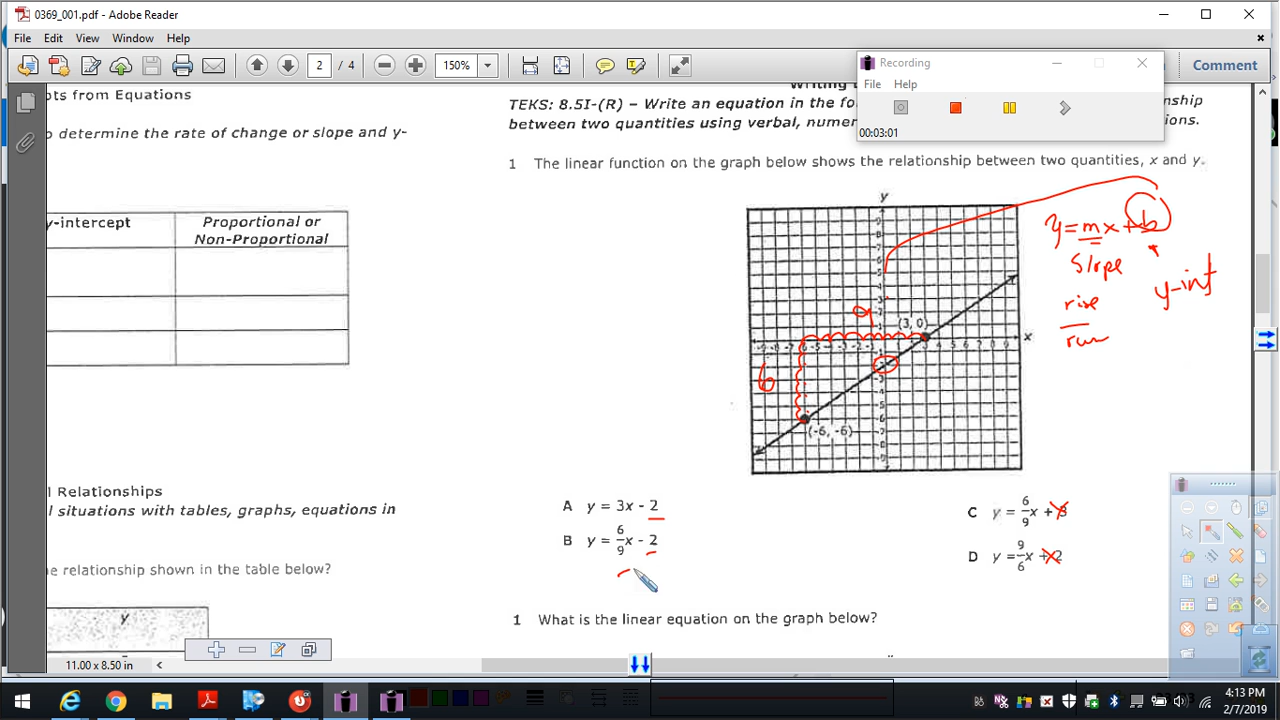 0369_001.pdf - Adobe Reader
File Edit View Window Help
2 / 4
150%
Comment
Recording
File Help
00:03:01
pts from Equations
o determine the rate of change or slope and y-
y-intercept
Proportional or
Non-Proportional
l Relationships
l situations with tables, graphs, equations in
ne relationship shown in the table below?
y
11.00 x 8.50 in
Writing
TEKS: 8.5I-(R) – Write an equation in the fo
onship
between two quantities using verbal, numer
ions.
1 The linear function on the graph below shows the relationship between two quantities, x and y.
y
x
(3, 0)
(-6, -6)
9
6
y=mx+b
Slope
y-int
rise
run
A y = 3x - 2
B y = 6/9 x - 2
C y = 6/9 x + 3
D y = 9/6 x + 2
1 What is the linear equation on the graph below?
4:13 PM
2/7/2019